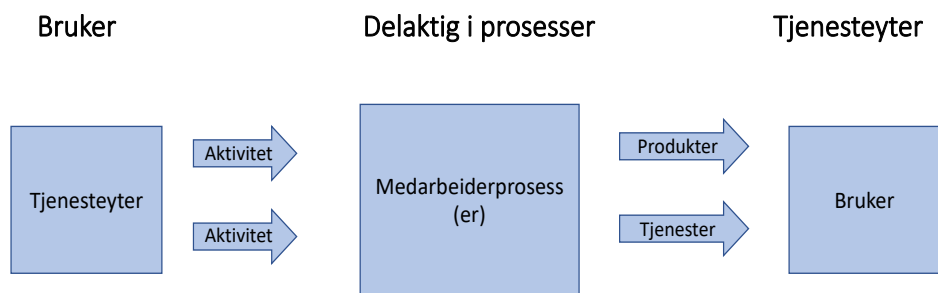 Bruker
Delaktig i prosesser
Tjenesteyter
Tjenesteyter
Aktivitet
Aktivitet
Medarbeiderprosess
(er)
Produkter
Tjenester
Bruker